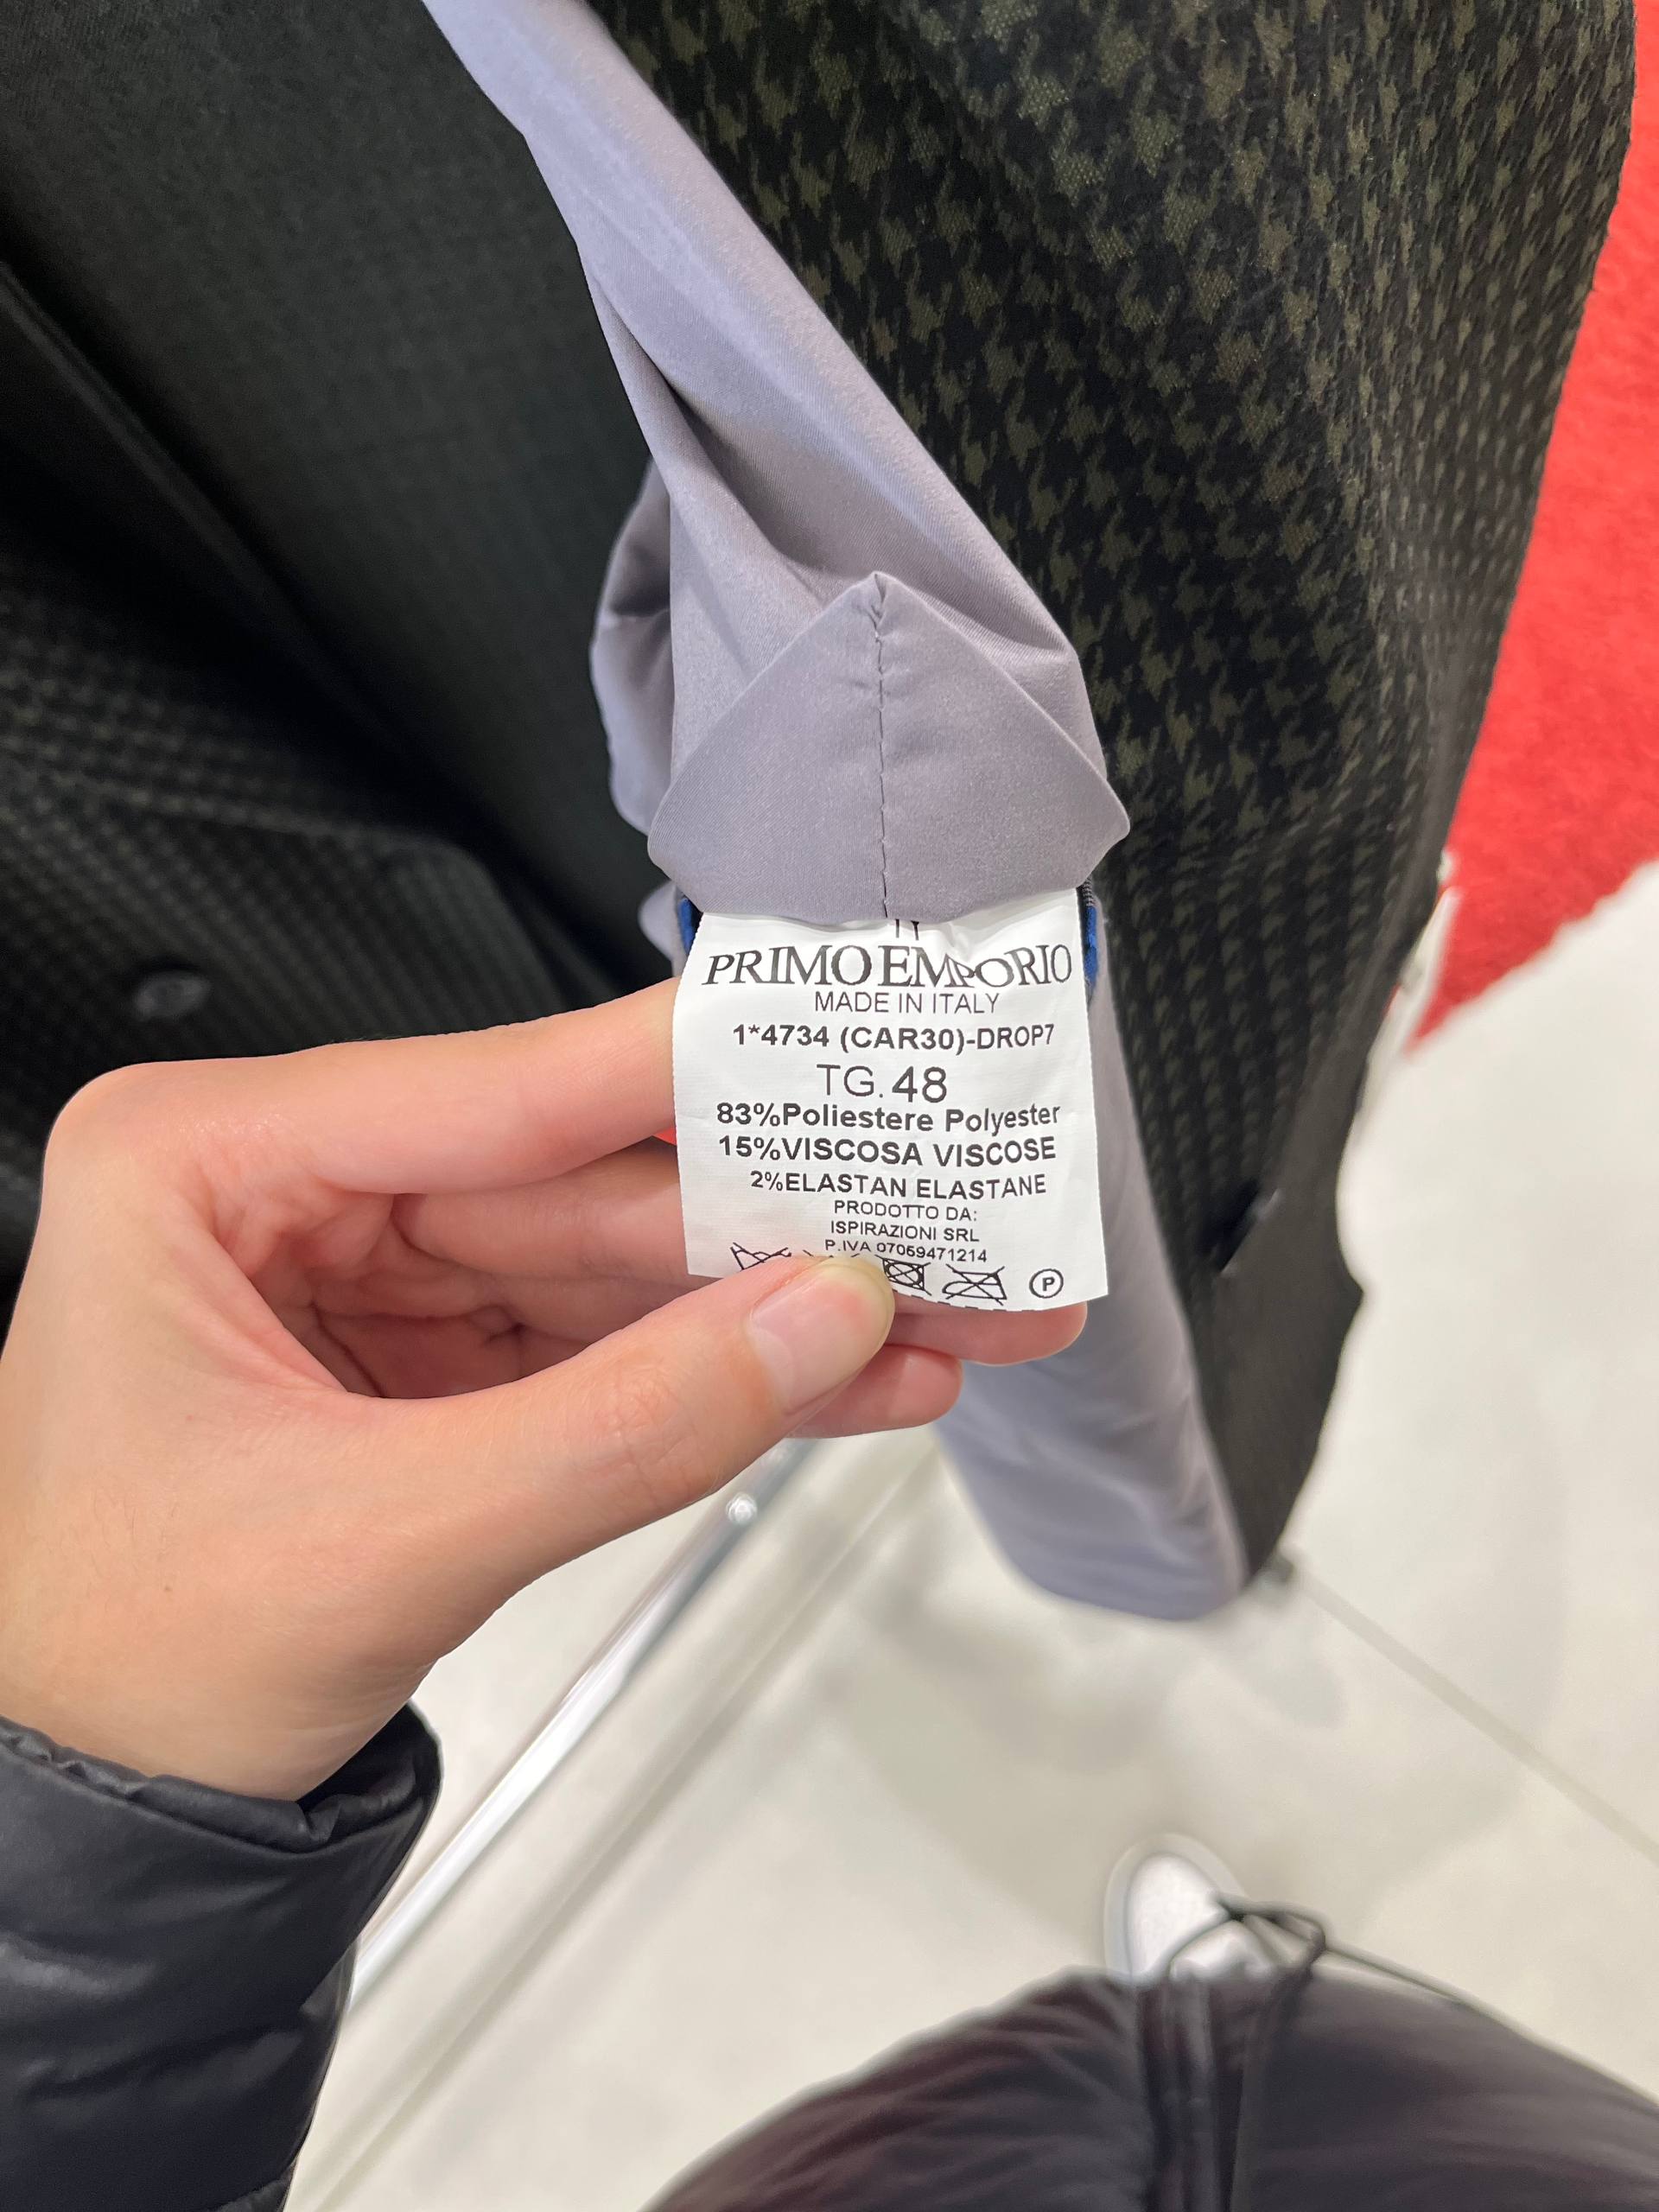 PRIMO EMPORIO
MADE IN ITALY
1*4734 (CAR30)-DROP7
TG.48
83%Poliestere Polyester
15%VISCOSA VISCOSE
2%ELASTAN ELASTANE
PRODOTTO DA:
ISPIRAZIONI SRL
P.IVA 07059471214
P